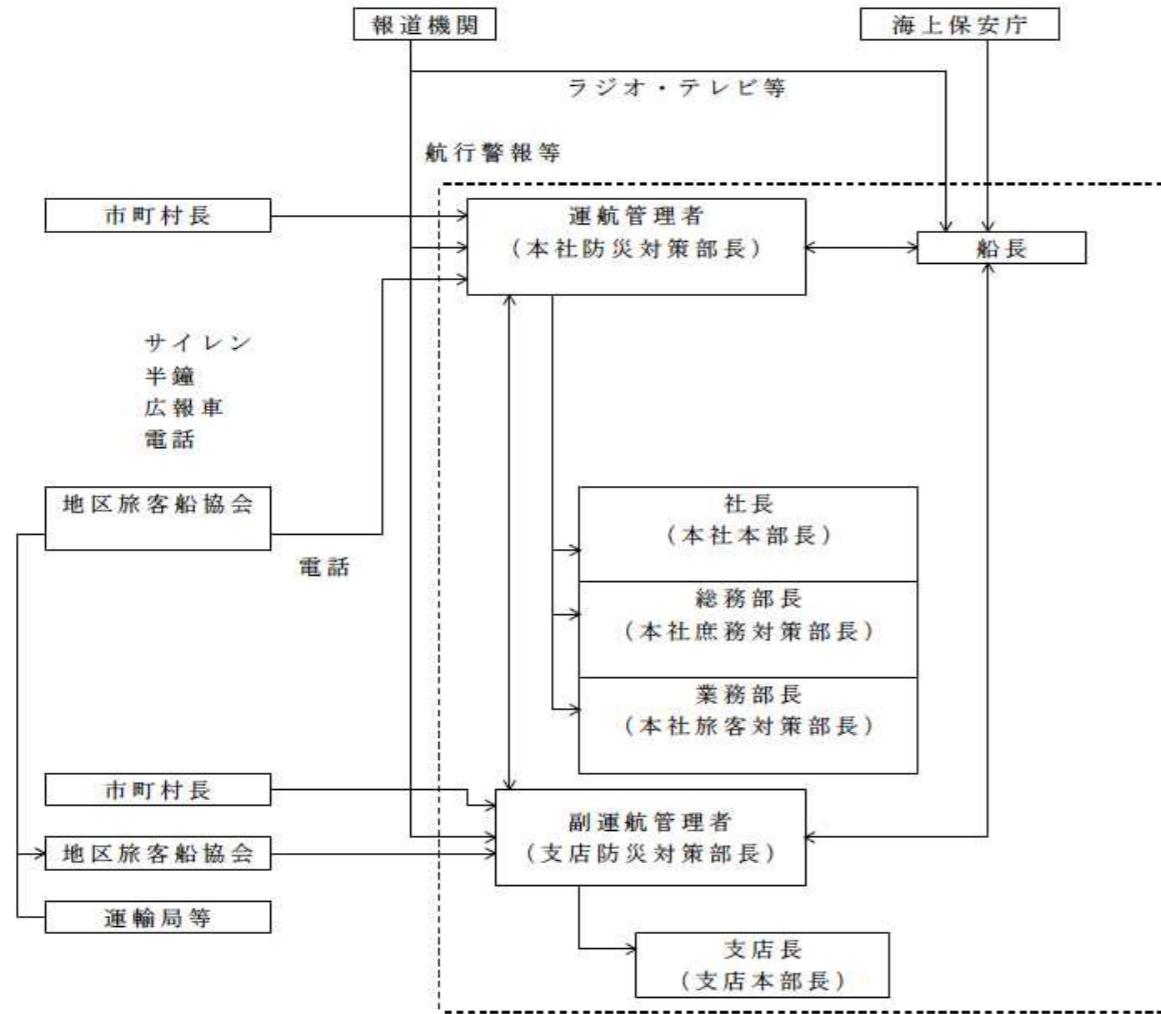 報道機関
海上保安庁
ラジオ・テレビ等
航行警報等
市町村長
運航管理者
(本社防災対策部長)
船長
サイレン
半鐘
広報車
電話
地区旅客船協会
電話
社長
(本社本部長)
総務部長
(本社庶務対策部長)
業務部長
(本社旅客対策部長)
市町村長
副運航管理者
(支店防災対策部長)
地区旅客船協会
運輸局等
支店長
(支店本部長)